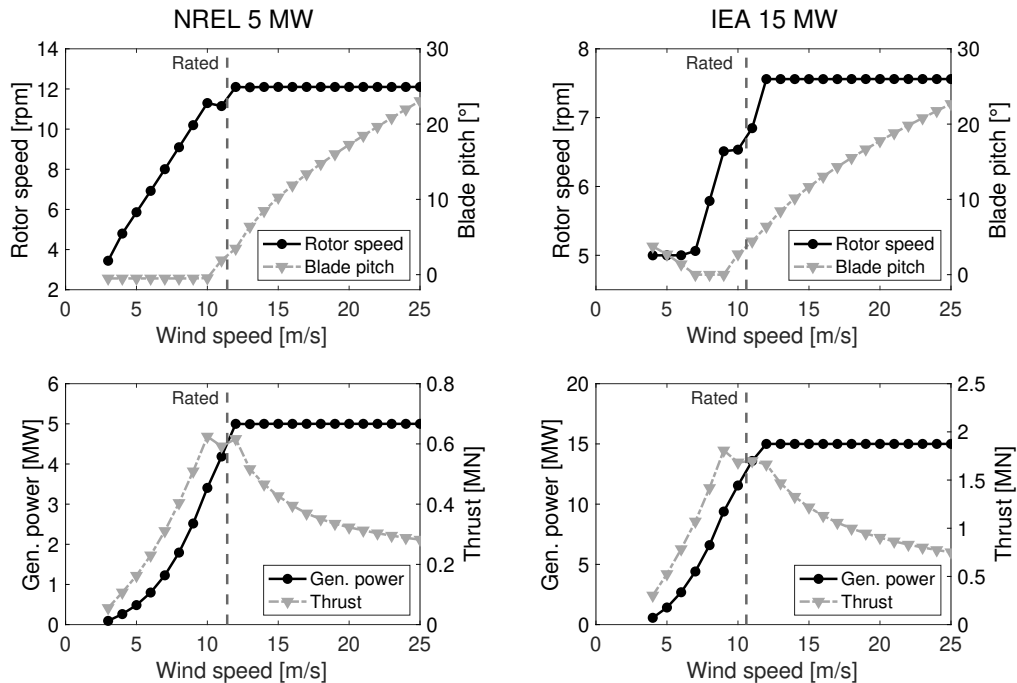 NREL 5 MW
IEA 15 MW
Rated
Rotor speed [rpm]
14
12
10
8
6
4
2
Blade pitch [°]
30
20
10
0
Rotor speed
Blade pitch
0 5 10 15 20 25
Wind speed [m/s]
Rated
Rotor speed [rpm]
8
7
6
5
Blade pitch [°]
30
20
10
0
Rotor speed
Blade pitch
0 5 10 15 20 25
Wind speed [m/s]
Rated
Gen. power [MW]
6
5
4
3
2
1
0
Thrust [MN]
0.8
0.6
0.4
0.2
0
Gen. power
Thrust
0 5 10 15 20 25
Wind speed [m/s]
Rated
Gen. power [MW]
20
15
10
5
0
Thrust [MN]
2.5
2
1.5
1
0.5
0
Gen. power
Thrust
0 5 10 15 20 25
Wind speed [m/s]